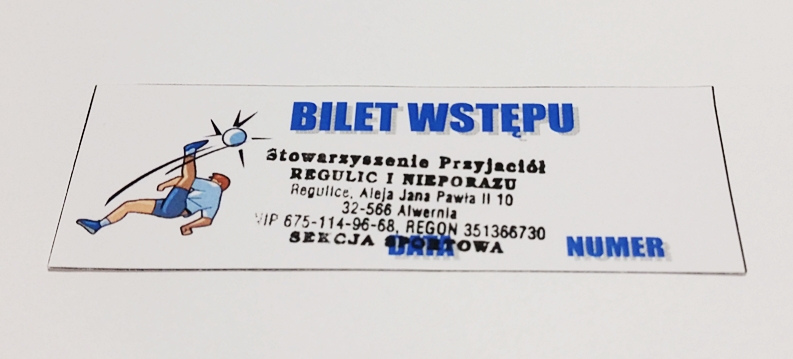 BILET WSTĘPU
Stowarzyszenie Przyjaciół
REGULIC I NIEPORAZU
Regulice, Aleja Jana Pawła II 10
32-566 Alwernia
VIP 675-114-96-68, REGON 351366730
SEKCJA SPORTOWA
DATA
NUMER